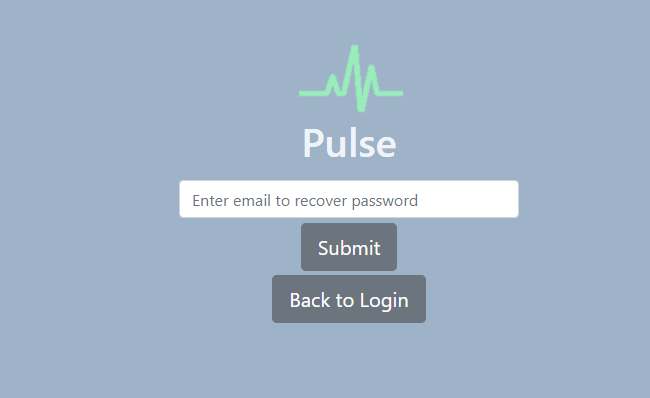 Pulse
Enter email to recover password
Submit
Back to Login